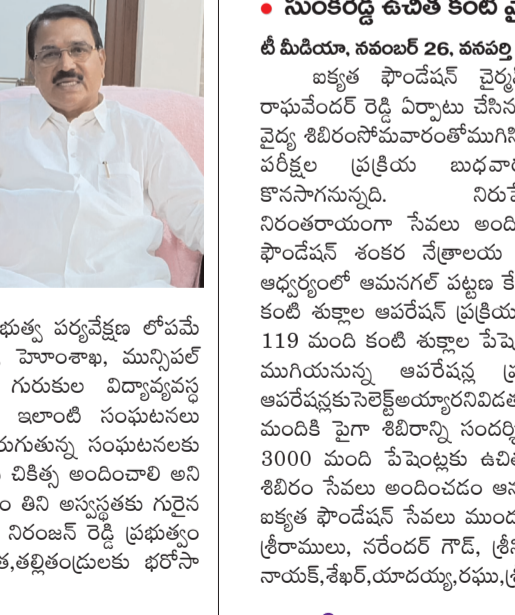 భుత్వ పర్యవేక్షణ లోపమే
హెూంశాఖ, మున్సిపల్
గురుకుల విద్యావ్యవస్థ
ఇలాంటి సంఘటనలు
రుగుతున్న సంఘటనలకు
చికిత్స అందించాలి అని
తిని అస్వస్థతకు గురైన
నిరంజన్ రెడ్డి ప్రభుత్వం
త,తల్లితండ్రులకు భరోసా
సుంకిరెడ్డి ఉచిత కంటి వై
టీ మీడియా, నవంబర్ 26, వనపర్తి
ఐక్యత ఫౌండేషన్ చైర్మ
రాఘవేందర్ రెడ్డి ఏర్పాటు చేసిన
వైద్య శిబిరంసోమవారంతోముగిసి
పరీక్షల ప్రక్రియ బుధవార
కొనసాగనున్నది. నిరుపే
నిరంతరాయంగా సేవలు అంది
ఫౌండేషన్ శంకర నేత్రాలయ
ఆధ్వర్యంలో ఆమనగల్ పట్టణ కే
కంటి శుక్లాల ఆపరేషన్ ప్రక్రియ
119 మంది కంటి శుక్లాల పేషె
ముగియనున్న ఆపరేషన్ల ప్ర
ఆపరేషన్లకుసెలెక్ట్అయ్యారనివిడత
మందికి పైగా శిబిరాన్ని సందర్శి
3000 మంది పేషెంట్లకు ఉచిత
శిబిరం సేవలు అందించడం ఆన
ఐక్యత ఫౌండేషన్ సేవలు ముంద
శ్రీరాములు, నరేందర్ గౌడ్, శ్రీని
నాయక్,శేఖర్,యాదయ్య,రఘు,శ్రీ